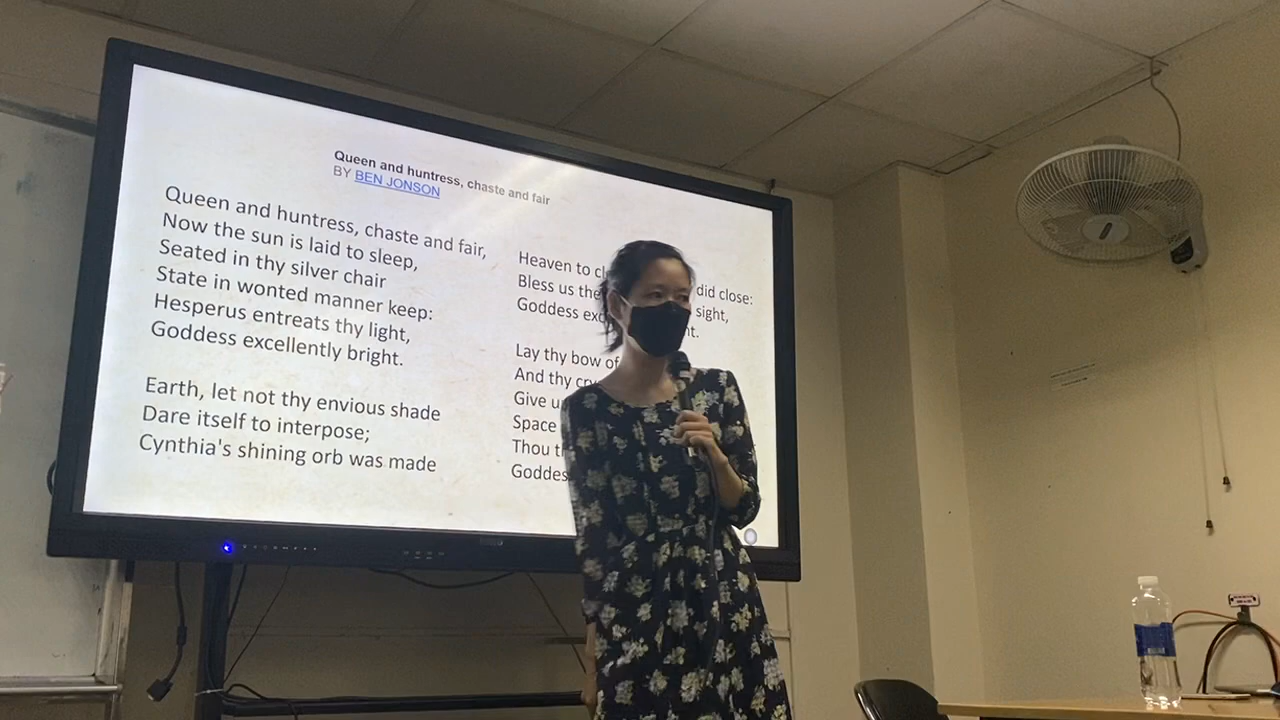 Queen and huntress, chaste and fair
BY BEN JONSON
Queen and huntress, chaste and fair,
Now the sun is laid to sleep,
Seated in thy silver chair
State in wonted manner keep:
Hesperus entreats thy light,
Goddess excellently bright.
Earth, let not thy envious shade
Dare itself to interpose;
Cynthia's shining orb was made
Heaven to did close:
Bless us sight,
Goddess
Lay thy bow of
And thy
Give
Space
Thou